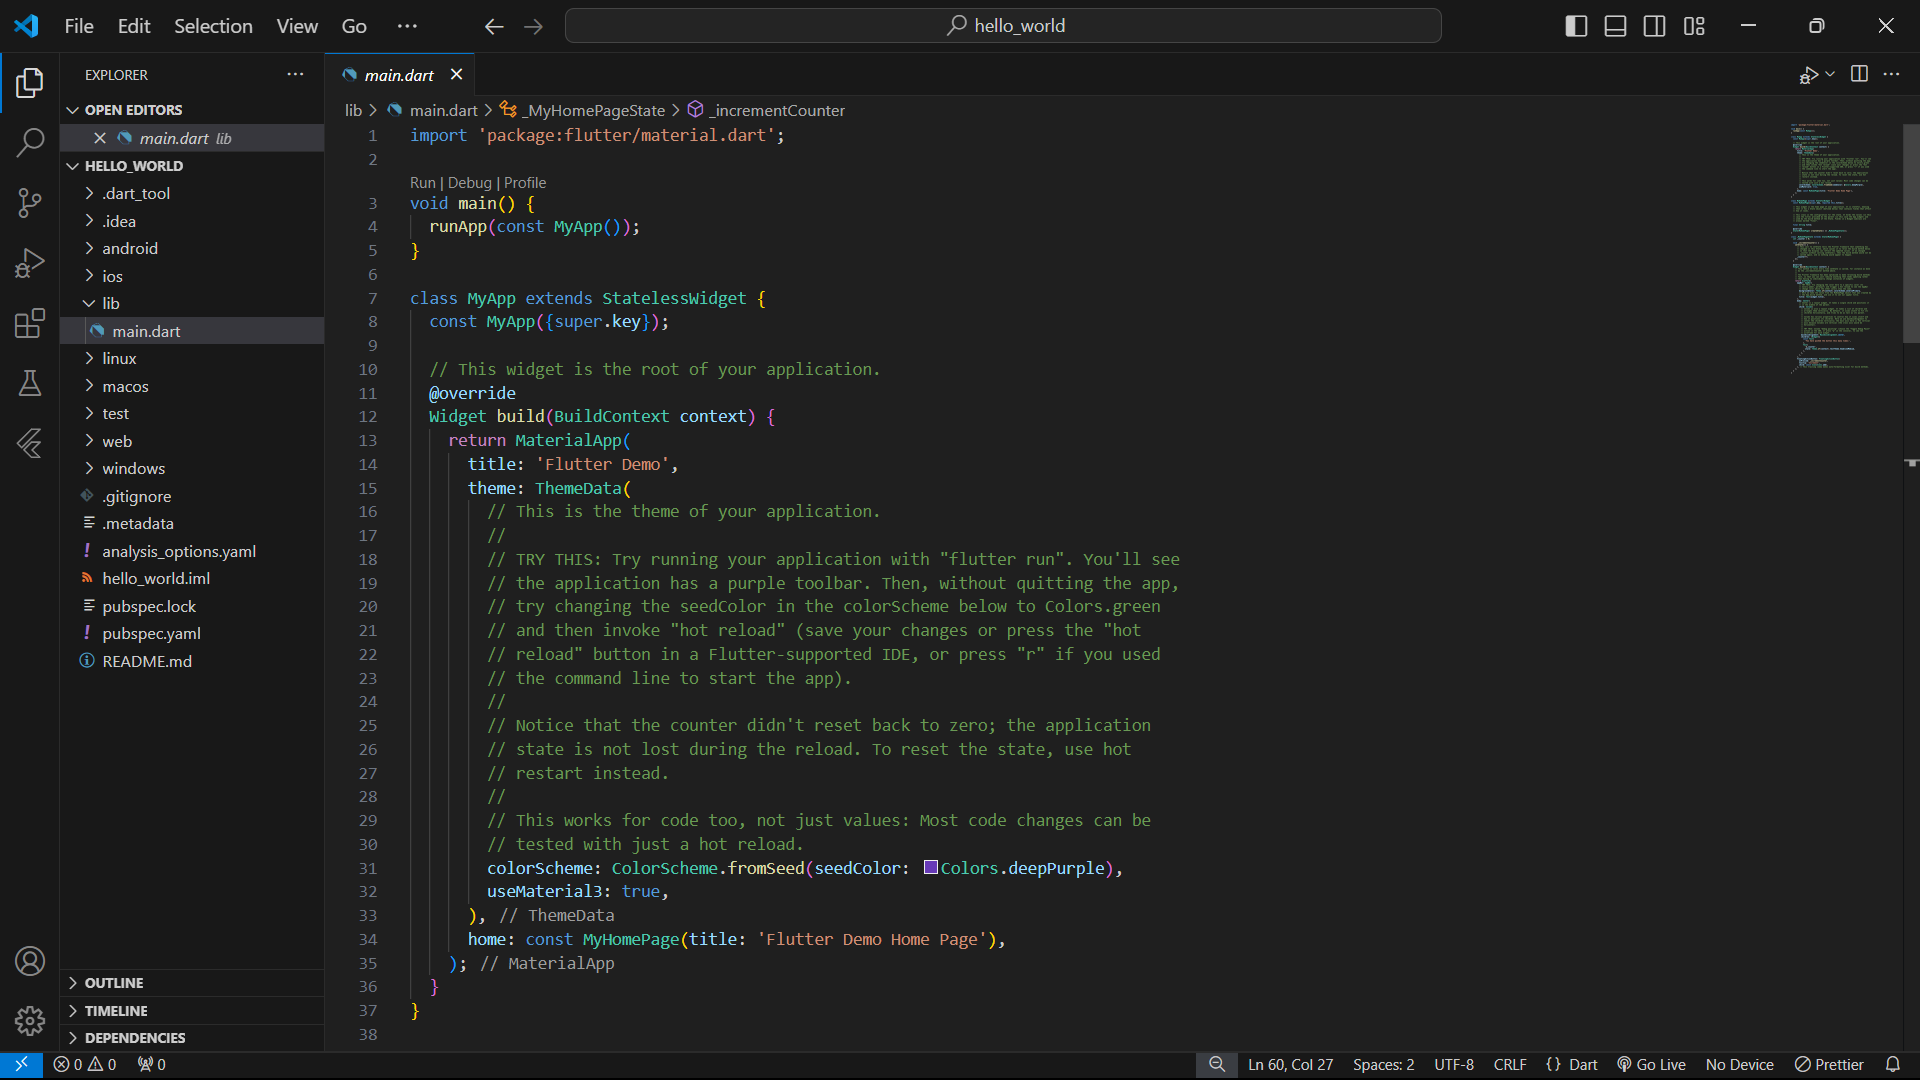 File Edit Selection View Go ··· hello_world
EXPLORER ···
OPEN EDITORS
main.dart lib
HELLO_WORLD
.dart_tool
.idea
android
ios
lib
main.dart
linux
macos
test
web
windows
.gitignore
.metadata
! analysis_options.yaml
hello_world.iml
pubspec.lock
! pubspec.yaml
README.md
OUTLINE
TIMELINE
DEPENDENCIES
main.dart
lib > main.dart > _MyHomePageState > _incrementCounter
1 import 'package:flutter/material.dart';
2
Run | Debug | Profile
3 void main() {
4 runApp(const MyApp());
5 }
6
7 class MyApp extends StatelessWidget {
8 const MyApp({super.key});
9
10 // This widget is the root of your application.
11 @override
12 Widget build(BuildContext context) {
13 return MaterialApp(
14 title: 'Flutter Demo',
15 theme: ThemeData(
16 // This is the theme of your application.
17 //
18 // TRY THIS: Try running your application with "flutter run". You'll see
19 // the application has a purple toolbar. Then, without quitting the app,
20 // try changing the seedColor in the colorScheme below to Colors.green
21 // and then invoke "hot reload" (save your changes or press the "hot
22 // reload" button in a Flutter-supported IDE, or press "r" if you used
23 // the command line to start the app).
24 //
25 // Notice that the counter didn't reset back to zero; the application
26 // state is not lost during the reload. To reset the state, use hot
27 // restart instead.
28 //
29 // This works for code too, not just values: Most code changes can be
30 // tested with just a hot reload.
31 colorScheme: ColorScheme.fromSeed(seedColor: Colors.deepPurple),
32 useMaterial3: true,
33 ), // ThemeData
34 home: const MyHomePage(title: 'Flutter Demo Home Page'),
35 ); // MaterialApp
36 }
37 }
38
0 0 0 Ln 60, Col 27 Spaces: 2 UTF-8 CRLF {} Dart Go Live No Device Prettier